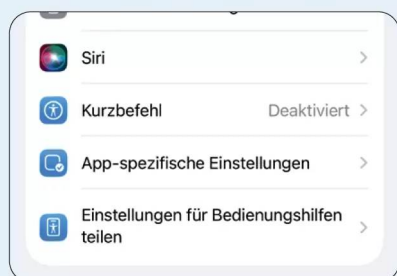 Siri
Kurzbefehl Deaktiviert
App-spezifische Einstellungen
Einstellungen für Bedienungshilfen
teilen